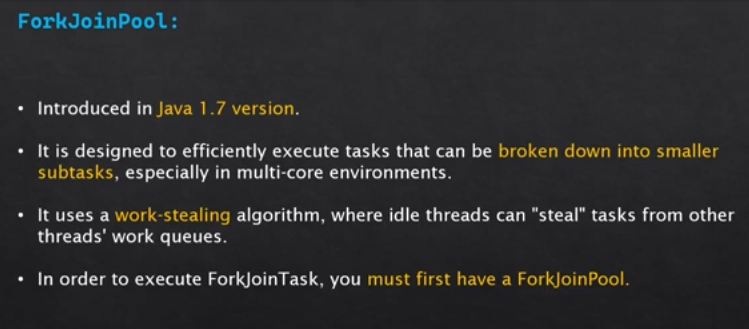 ForkJoinPool:
• Introduced in Java 1.7 version.
• It is designed to efficiently execute tasks that can be broken down into smaller
subtasks, especially in multi-core environments.
• It uses a work-stealing algorithm, where idle threads can "steal" tasks from other
threads' work queues.
• In order to execute ForkJoinTask, you must first have a ForkJoinPool.